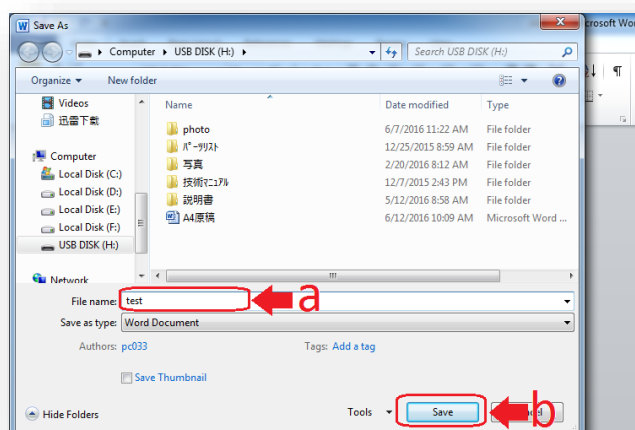 Save As
crosoft Wor
Computer
USB DISK (H:)
Search USB DISK (H:)
Organize
New folder
Videos
迅雷下載
Computer
Local Disk (C:)
Local Disk (D:)
Local Disk (E:)
Local Disk (F:)
USB DISK (H:)
Network
Name
Date modified
Type
photo
6/7/2016 11:22 AM
File folder
ﾊﾟｰﾂﾘｽﾄ
12/25/2015 8:59 AM
File folder
写真
2/20/2016 8:12 AM
File folder
技術ﾏﾆｭｱﾙ
12/7/2015 2:43 PM
File folder
説明書
5/12/2016 8:58 AM
File folder
A4原稿
6/12/2016 10:09 AM
Microsoft Word ...
File name: test
a
Save as type: Word Document
Authors: pc033
Tags: Add a tag
Save Thumbnail
Hide Folders
Tools
Save
b